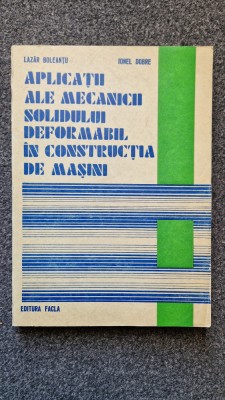 LAZĂR BOLEANȚU IONEL DOBRE
APLICAȚII
ALE MECANICII
SOLIDULUI
DEFORMABIL
ÎN CONSTRUCȚIA
DE MAȘINI
EDITURA FACLA